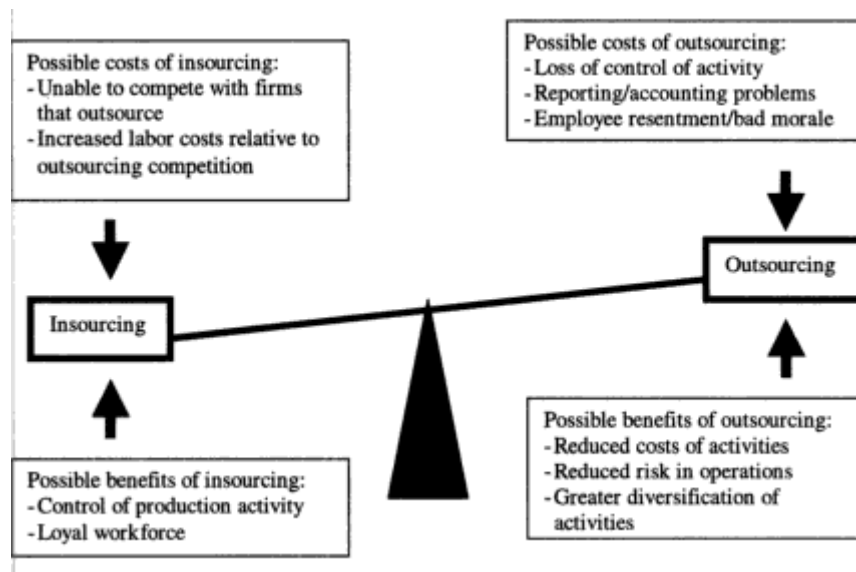 Possible costs of insourcing:
-Unable to compete with firms
that outsource
-Increased labor costs relative to
outsourcing competition
Possible costs of outsourcing:
-Loss of control of activity
-Reporting/accounting problems
-Employee resentment/bad morale
Insourcing
Outsourcing
Possible benefits of insourcing:
-Control of production activity
-Loyal workforce
Possible benefits of outsourcing:
-Reduced costs of activities
-Reduced risk in operations
-Greater diversification of
activities